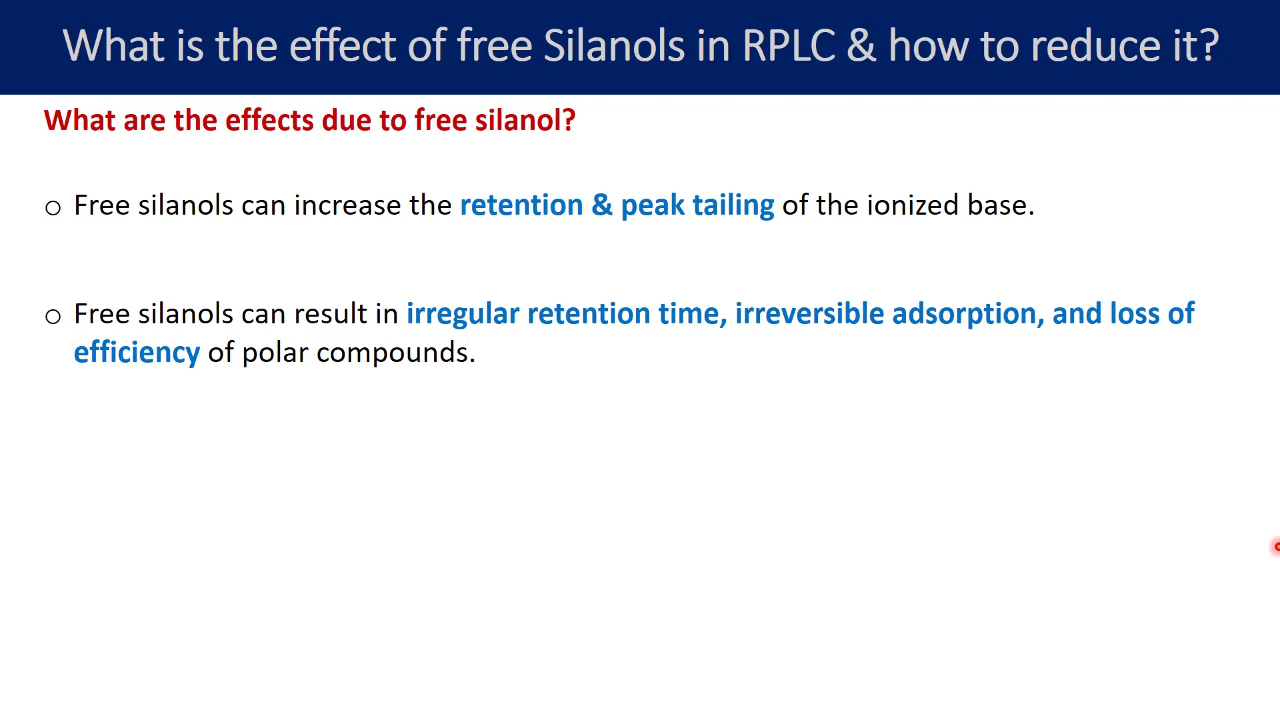 What is the effect of free Silanols in RPLC & how to reduce it?
What are the effects due to free silanol?
o Free silanols can increase the retention & peak tailing of the ionized base.
o Free silanols can result in irregular retention time, irreversible adsorption, and loss of
efficiency of polar compounds.